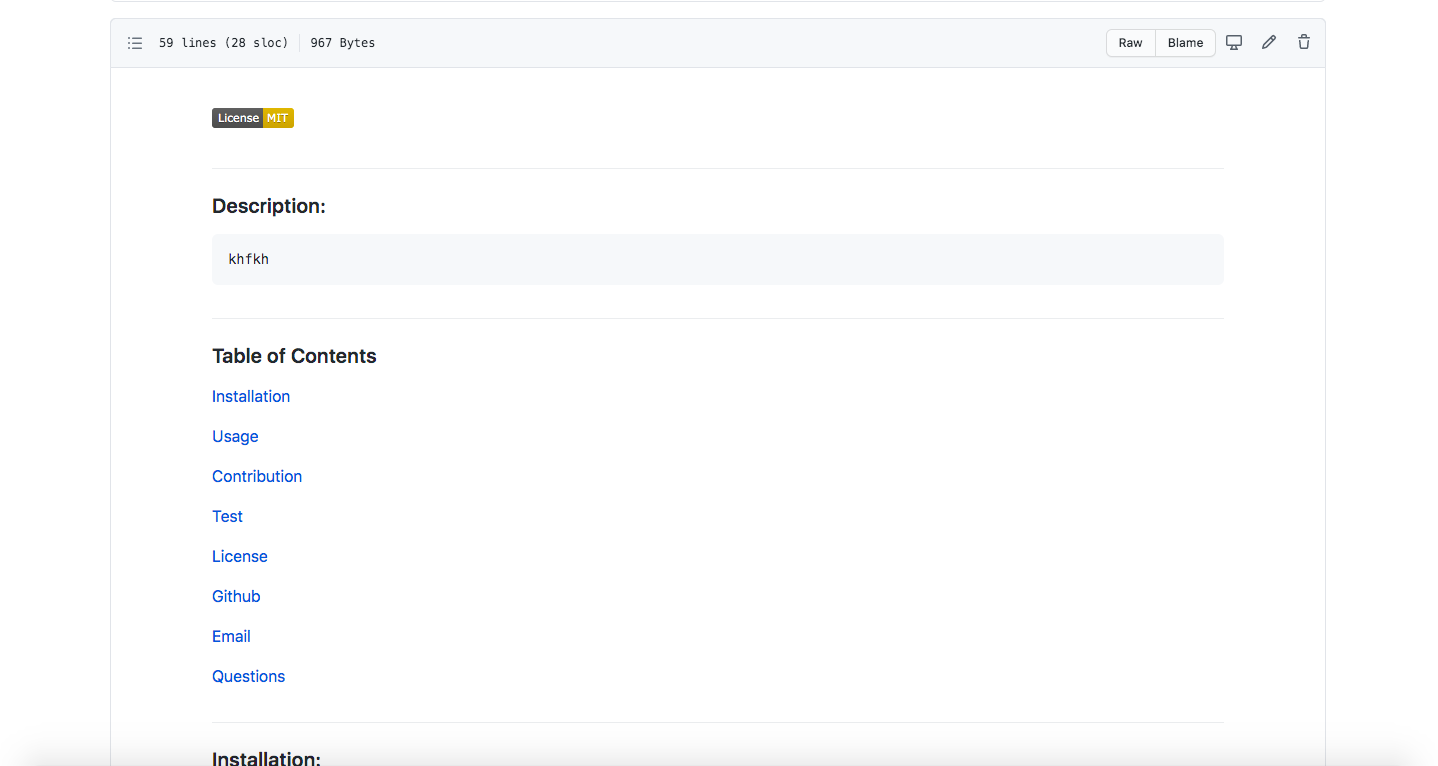 59 lines (28 sloc) 967 Bytes Raw Blame
License MIT
Description:
khfkh
Table of Contents
Installation
Usage
Contribution
Test
License
Github
Email
Questions
Installation: